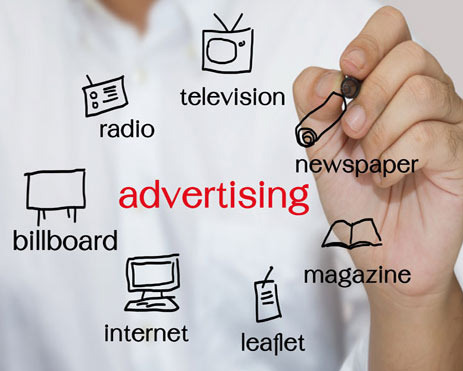 television
radio
newspaper
advertising
billboard
magazine
internet
leaflet